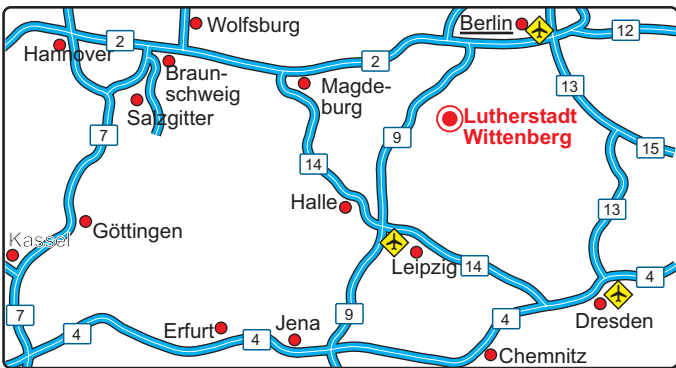 Wolfsburg
Berlin
12
2
Hannover
2
Braun-
schweig
Magde-
burg
13
Salzgitter
Lutherstadt
Wittenberg
7
9
15
14
Halle
13
Göttingen
Kassel
Leipzig
14
4
7
9
4
Dresden
4
Erfurt
4
Jena
Chemnitz